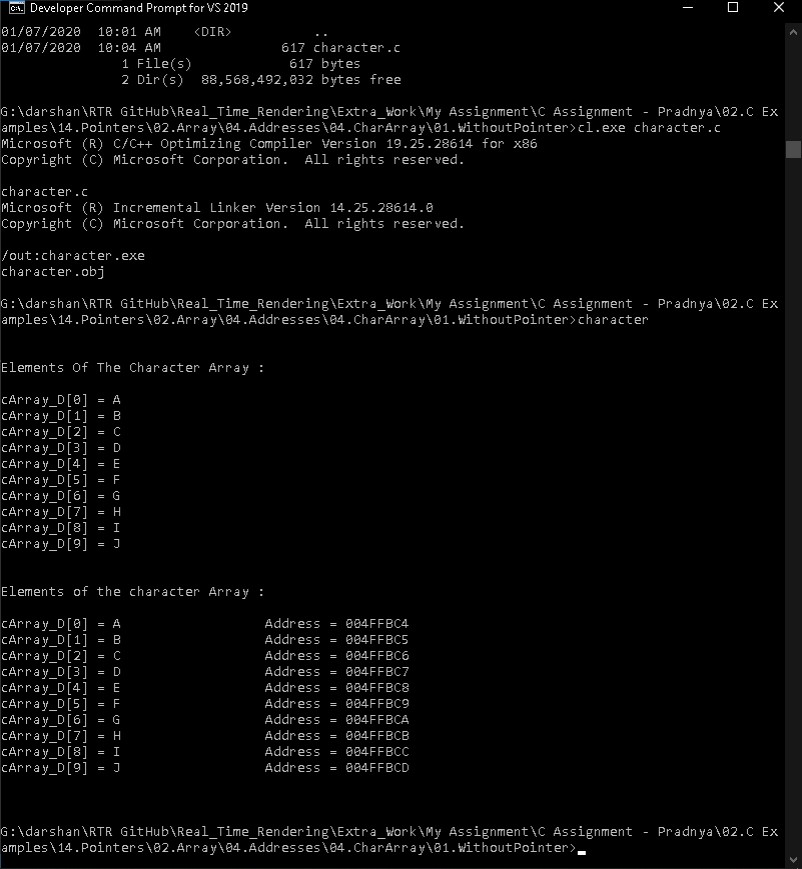 Developer Command Prompt for VS 2019
01/07/2020  10:01 AM    <DIR>          ..
01/07/2020  10:04 AM               617 character.c
               1 File(s)            617 bytes
               2 Dir(s)  88,568,492,032 bytes free

G:\darshan\RTR GitHub\Real_Time_Rendering\Extra_Work\My Assignment\C Assignment - Pradnya\02.C Ex
amples\14.Pointers\02.Array\04.Addresses\04.CharArray\01.WithoutPointer>cl.exe character.c
Microsoft (R) C/C++ Optimizing Compiler Version 19.25.28614 for x86
Copyright (C) Microsoft Corporation.  All rights reserved.

character.c
Microsoft (R) Incremental Linker Version 14.25.28614.0
Copyright (C) Microsoft Corporation.  All rights reserved.

/out:character.exe
character.obj

G:\darshan\RTR GitHub\Real_Time_Rendering\Extra_Work\My Assignment\C Assignment - Pradnya\02.C Ex
amples\14.Pointers\02.Array\04.Addresses\04.CharArray\01.WithoutPointer>character

Elements Of The Character Array :

cArray_D[0] = A
cArray_D[1] = B
cArray_D[2] = C
cArray_D[3] = D
cArray_D[4] = E
cArray_D[5] = F
cArray_D[6] = G
cArray_D[7] = H
cArray_D[8] = I
cArray_D[9] = J

Elements of the character Array :

cArray_D[0] = A                  Address = 004FFBC4
cArray_D[1] = B                  Address = 004FFBC5
cArray_D[2] = C                  Address = 004FFBC6
cArray_D[3] = D                  Address = 004FFBC7
cArray_D[4] = E                  Address = 004FFBC8
cArray_D[5] = F                  Address = 004FFBC9
cArray_D[6] = G                  Address = 004FFBCA
cArray_D[7] = H                  Address = 004FFBCB
cArray_D[8] = I                  Address = 004FFBCC
cArray_D[9] = J                  Address = 004FFBCD

G:\darshan\RTR GitHub\Real_Time_Rendering\Extra_Work\My Assignment\C Assignment - Pradnya\02.C Ex
amples\14.Pointers\02.Array\04.Addresses\04.CharArray\01.WithoutPointer>